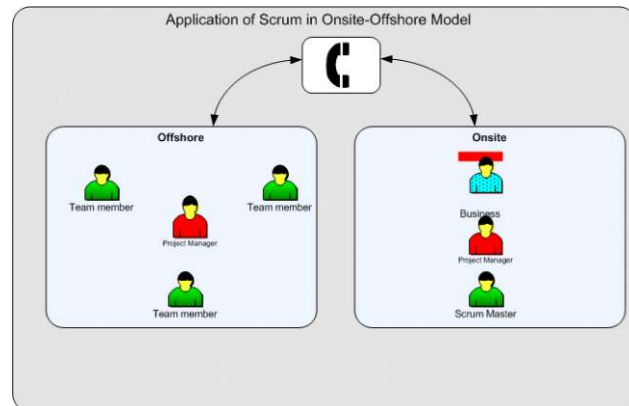 Application of Scrum in Onsite-Offshore Model
Offshore
Team member
Team member
Project Manager
Team member
Onsite
Business
Project Manager
Scrum Master